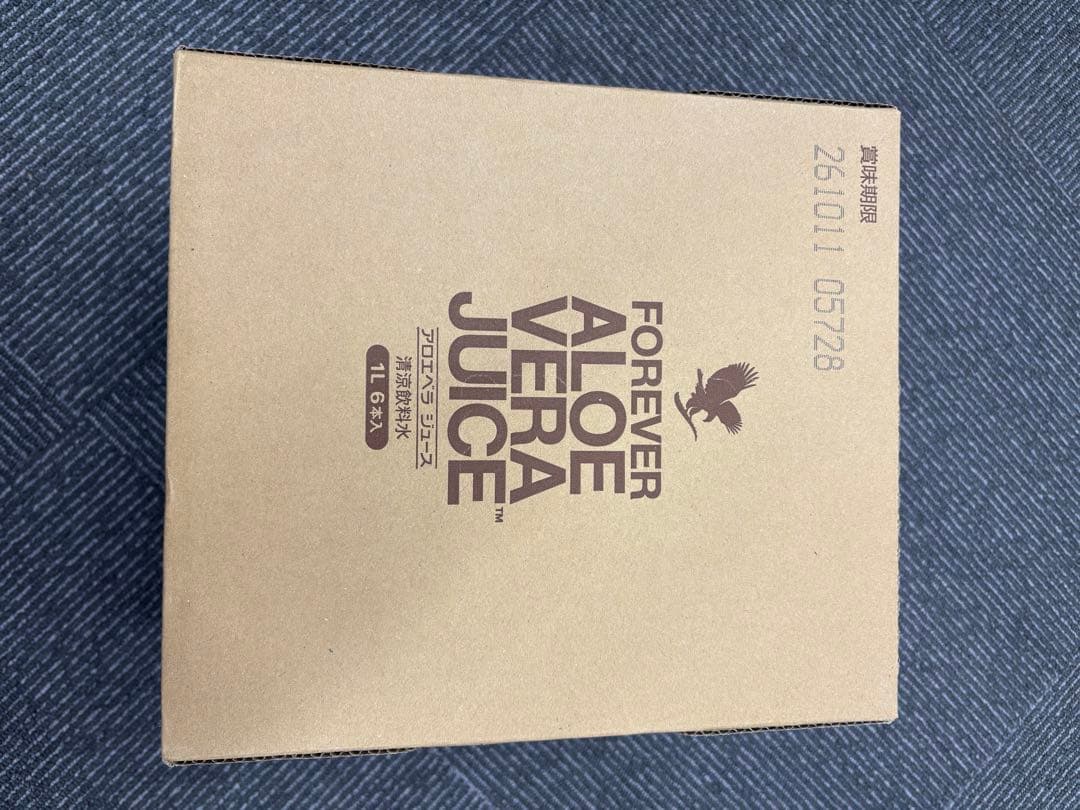 賞味期限
261011 05728
FOREVER
ALOE
VERA
JUICE™
アロエベラ ジュース
清涼飲料水
1L 6本入